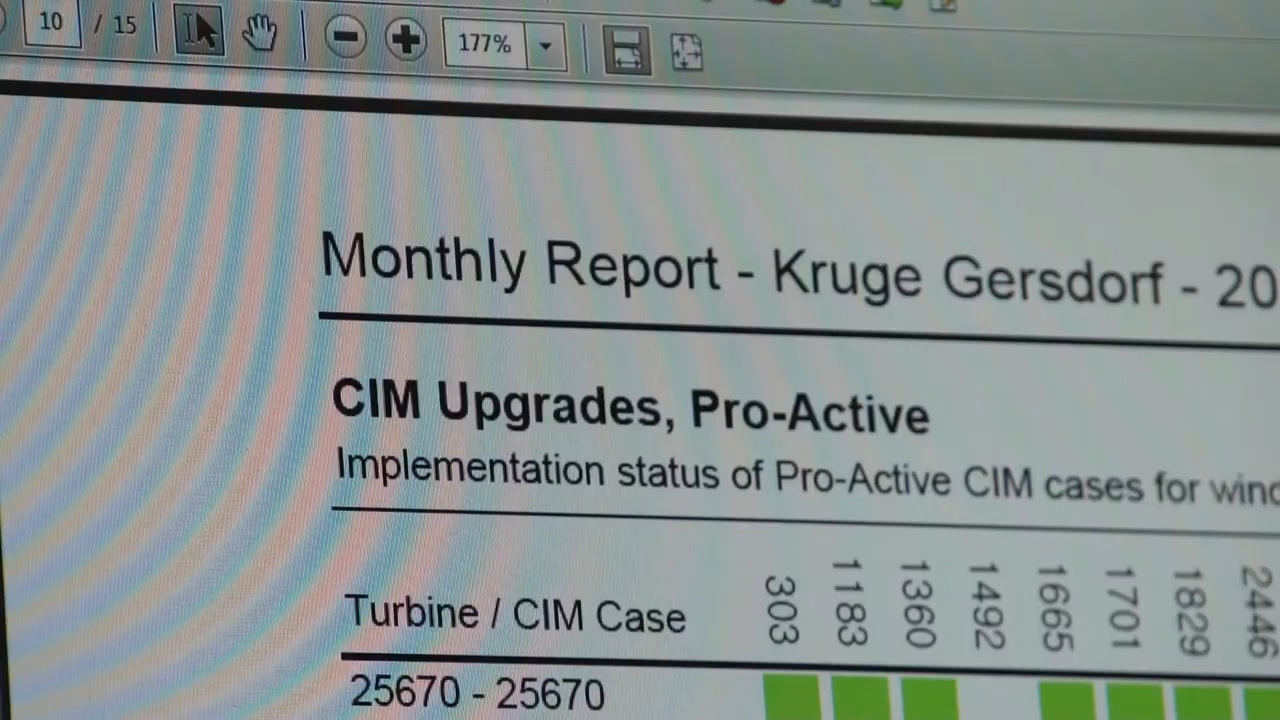 10 / 15 177%
Monthly Report - Kruge Gersdorf - 20
CIM Upgrades, Pro-Active
Implementation status of Pro-Active CIM cases for wind
Turbine / CIM Case 303 1183 1360 1492 1665 1701 1829 2446
25670 - 25670